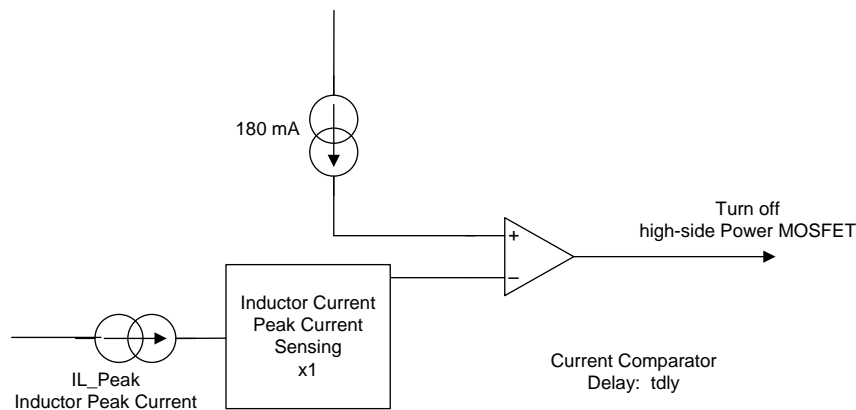 180 mA
Turn off
high-side Power MOSFET
+
−
Inductor Current
Peak Current
Sensing
x1
IL_Peak
Inductor Peak Current
Current Comparator
Delay: tdly